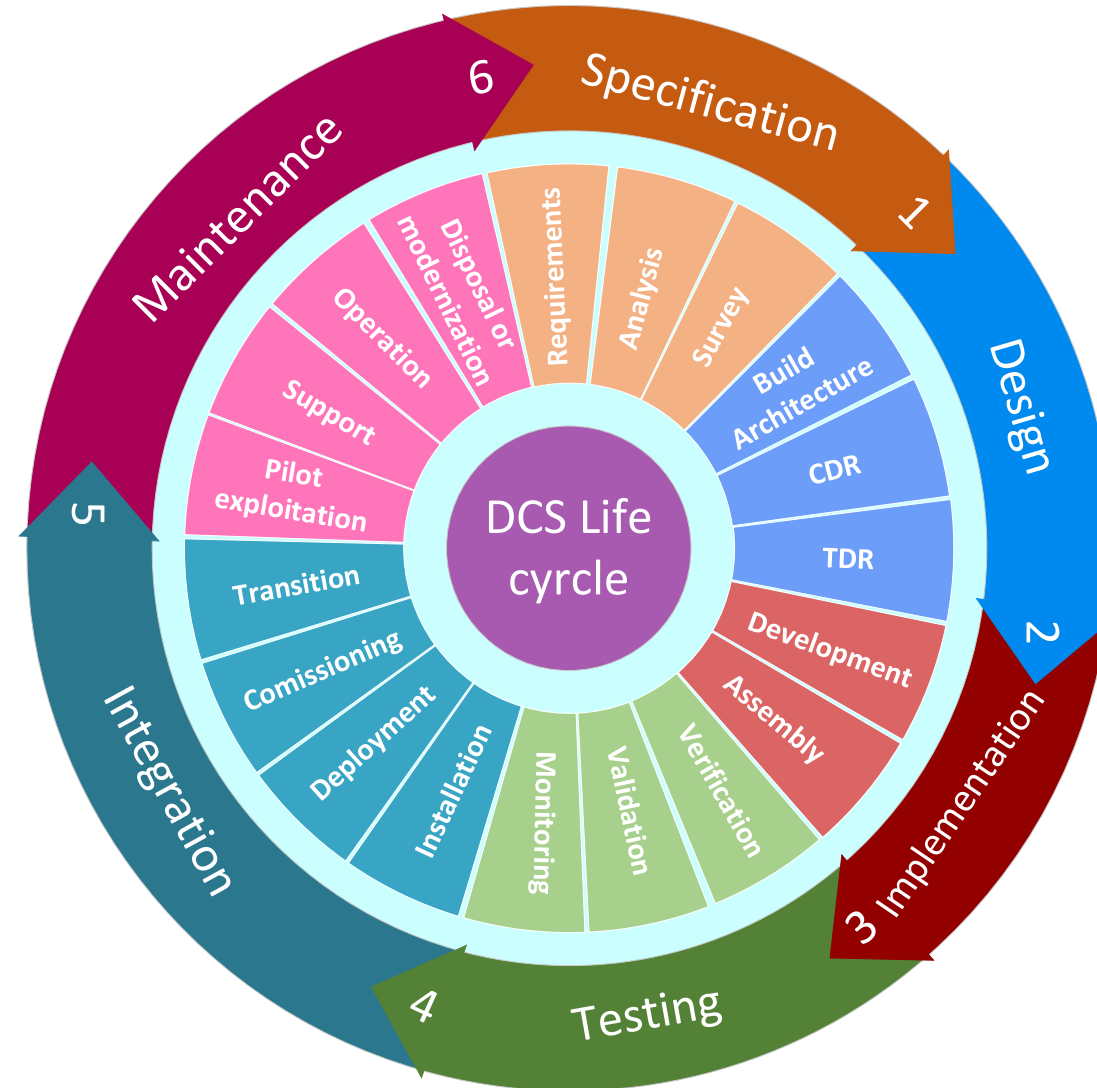 Specification
1
Design
2
Implementation
3
Testing
4
Integration
5
Maintenance
6
Requirements
Analysis
Survey
Build
Architecture
CDR
TDR
Development
Assembly
Verification
Validation
Monitoring
Installation
Deployment
Comissioning
Transition
Pilot
exploitation
Support
Operation
Disposal or
modernization
DCS Life
cyrcle